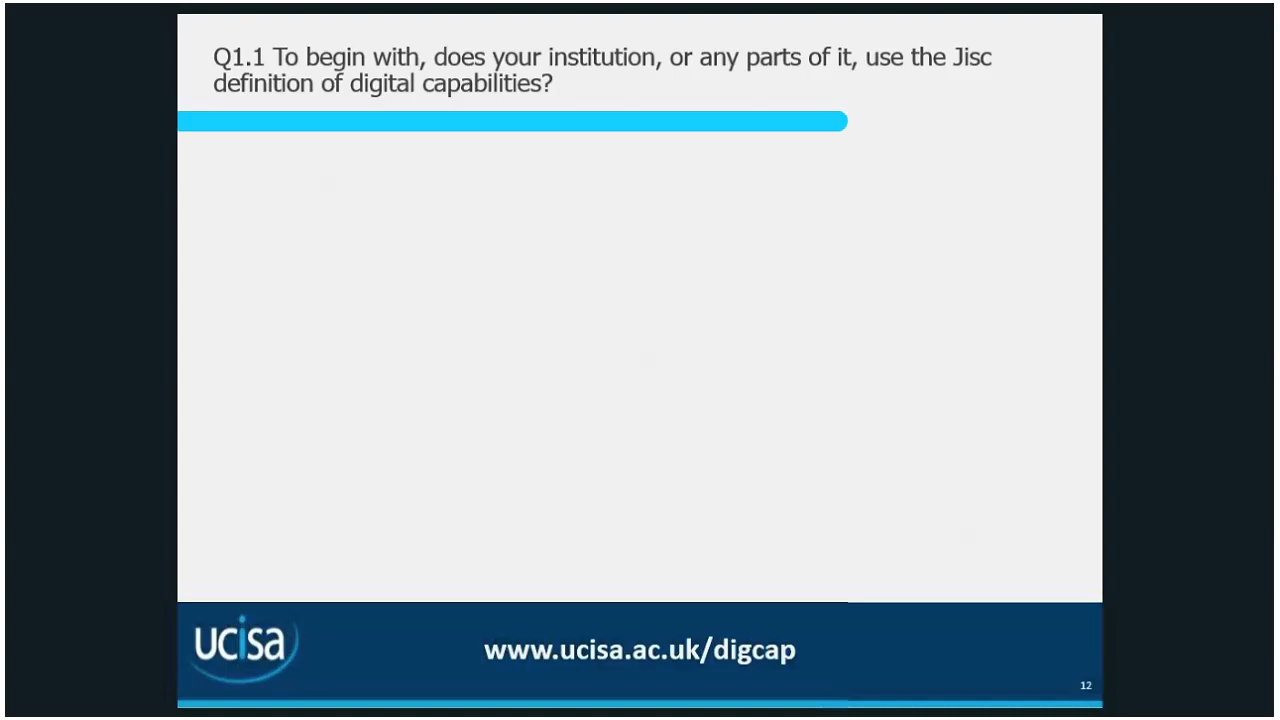 Q1.1 To begin with, does your institution, or any parts of it, use the Jisc
definition of digital capabilities?
ucisa
www.ucisa.ac.uk/digcap
12